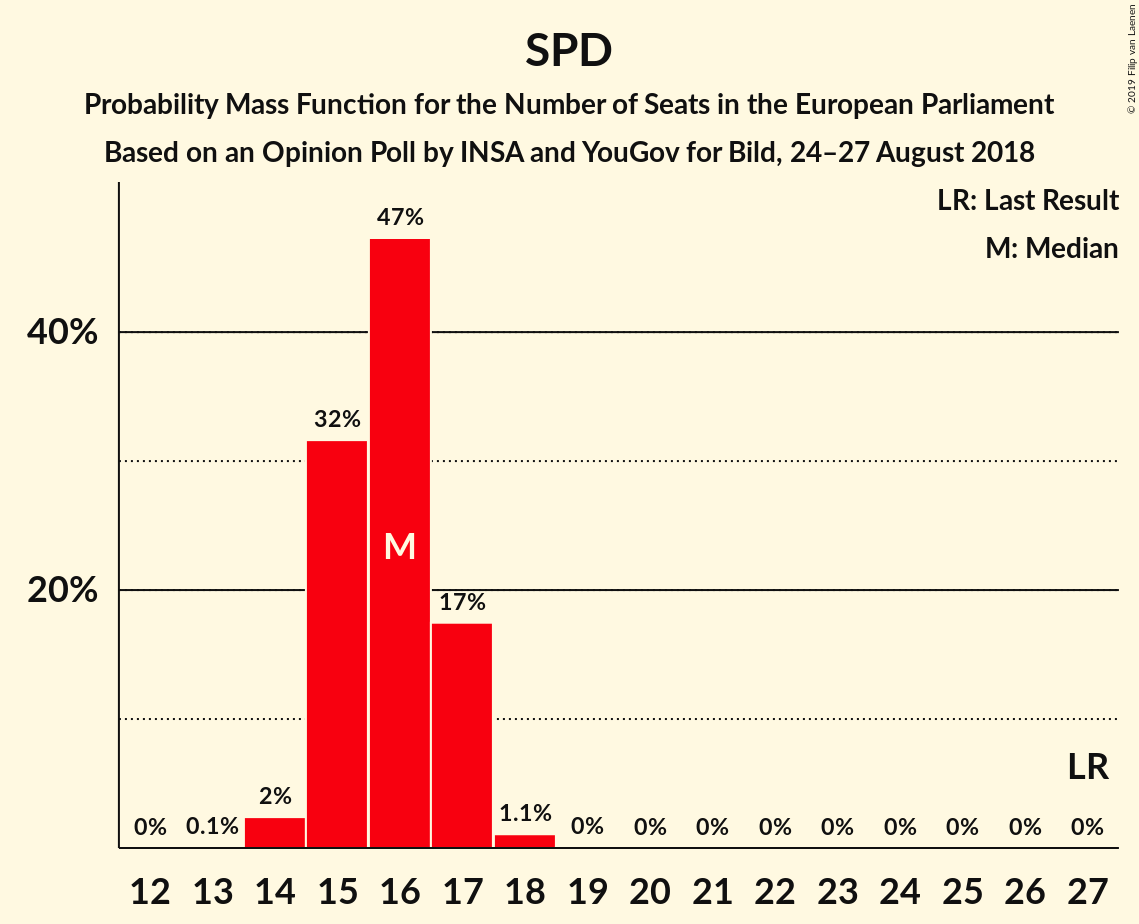 SPD
Probability Mass Function for the Number of Seats in the European Parliament
Based on an Opinion Poll by INSA and YouGov for Bild, 24–27 August 2018
© 2019 Filip van Laenen
LR: Last Result
M: Median
40%
20%
0% 0.1% 2% 32% 47% 17% 1.1% 0% 0% 0% 0% 0% 0% 0% 0% 0%
M
LR
12 13 14 15 16 17 18 19 20 21 22 23 24 25 26 27